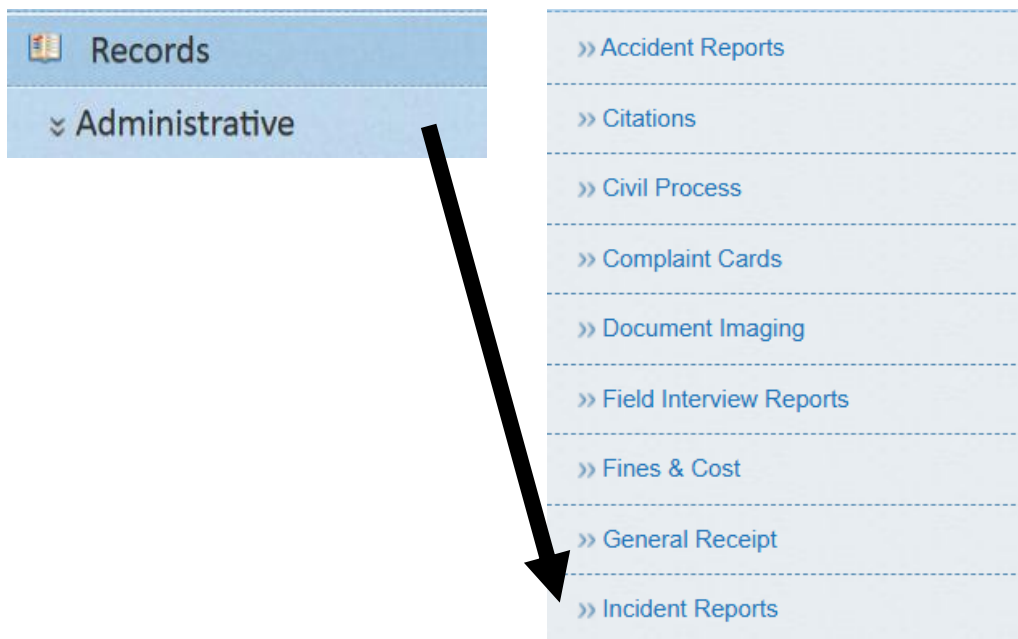 Records
Administrative
Accident Reports
Citations
Civil Process
Complaint Cards
Document Imaging
Field Interview Reports
Fines & Cost
General Receipt
Incident Reports